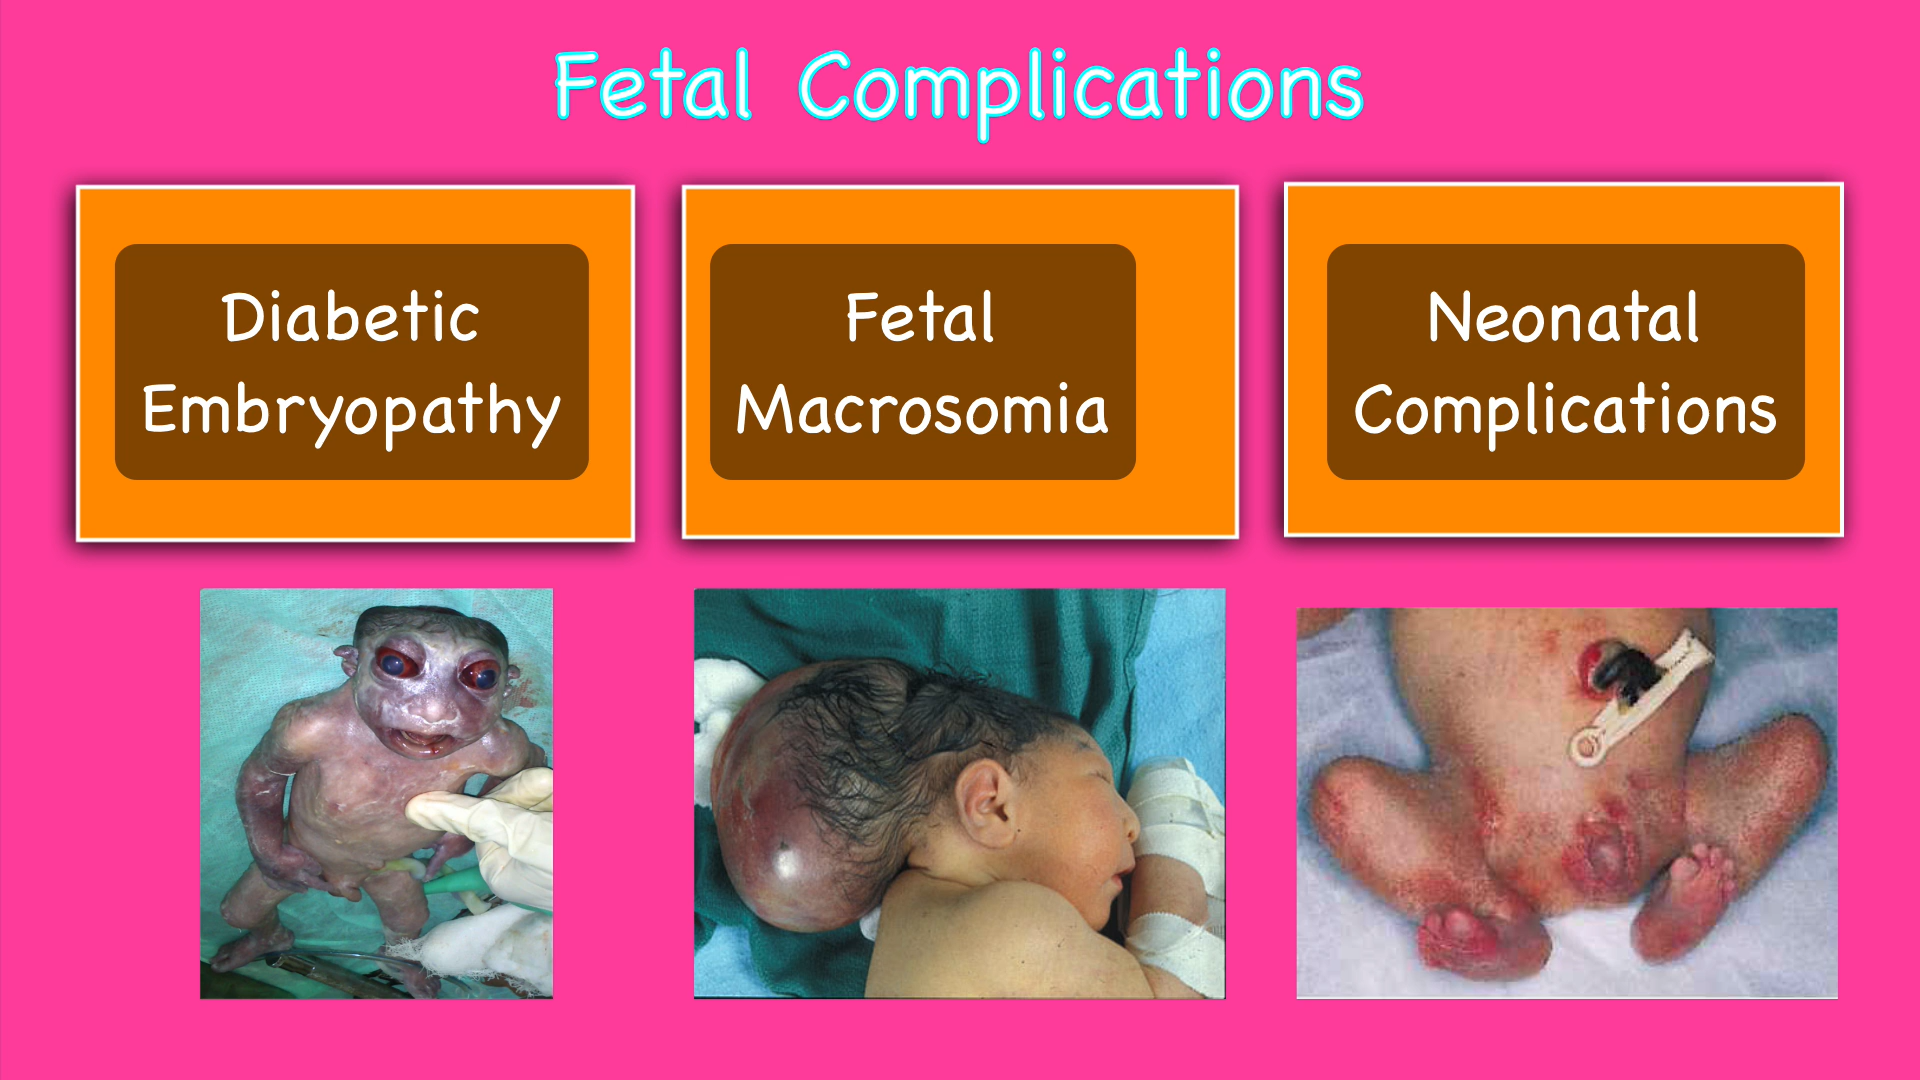 Fetal Complications
Diabetic
Embryopathy
Fetal
Macrosomia
Neonatal
Complications